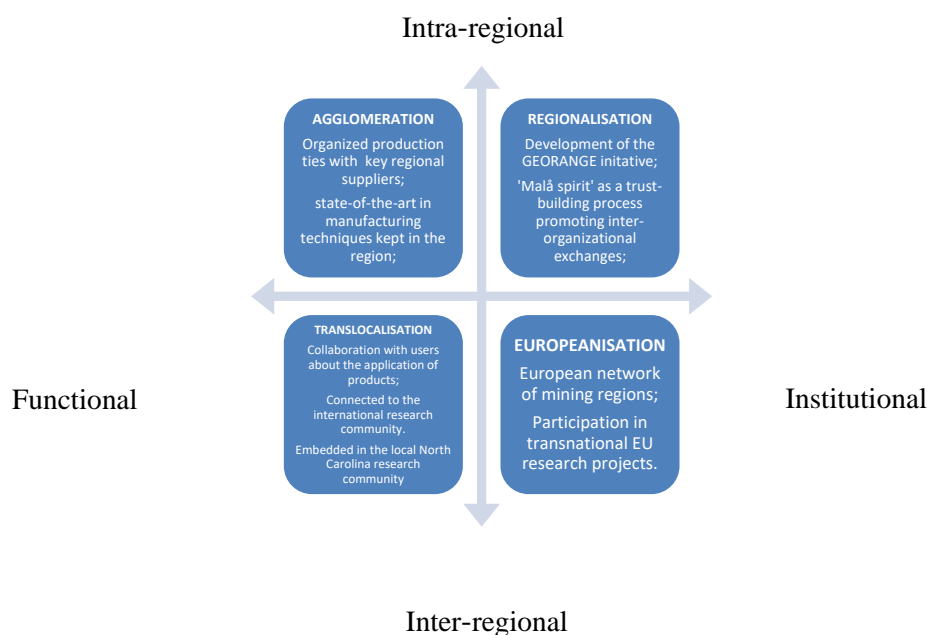 Intra-regional
AGGLOMERATION
Organized production
ties with key regional
suppliers;
state-of-the-art in
manufacturing
techniques kept in the
region;
REGIONALISATION
Development of the
GEORANGE initative;
'Malå spirit' as a trust-
building process
promoting inter-
organizational
exchanges;
TRANSLOCALISATION
Collaboration with users
about the application of
products;
Connected to the
international research
community.
Embedded in the local North
Carolina research
community
EUROPEANISATION
European network
of mining regions;
Participation in
transnational EU
research projects.
Functional
Institutional
Inter-regional